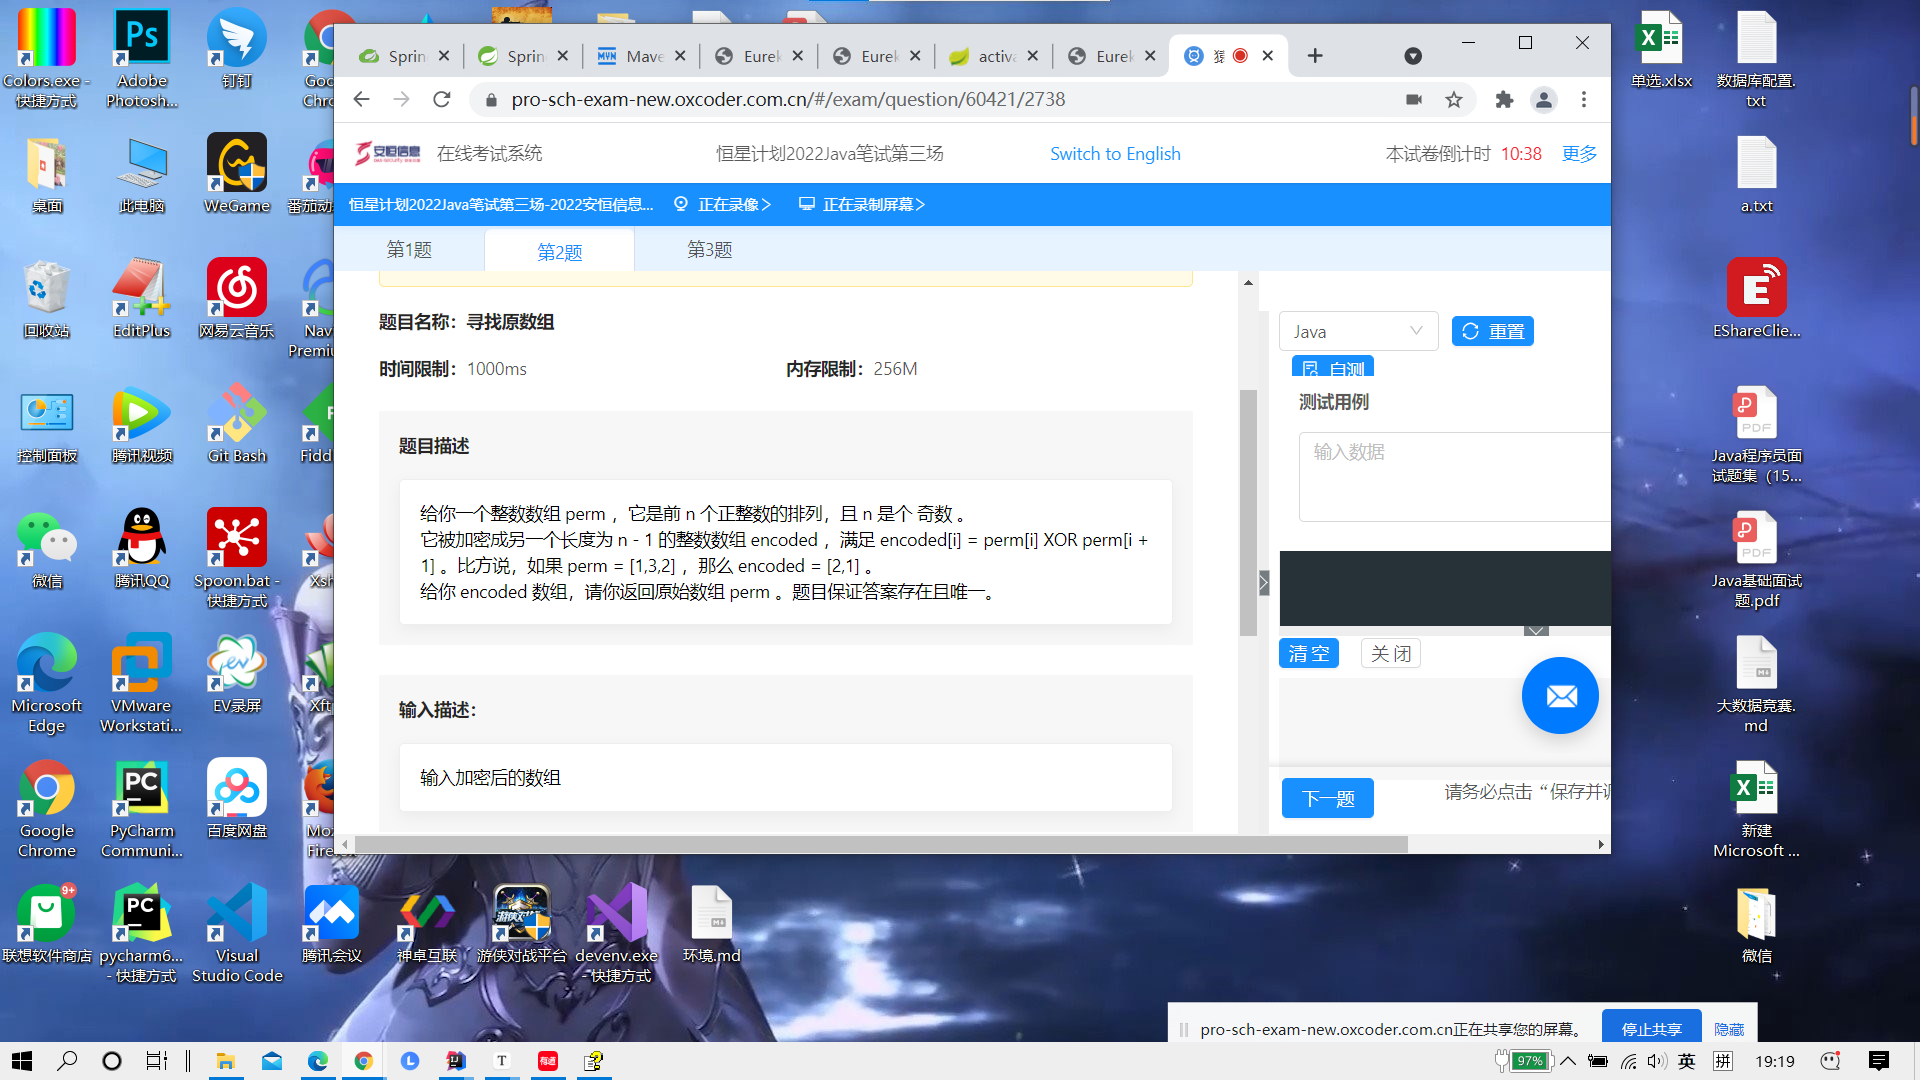 Sprin
Sprin
Mave
Eurek
Eurek
activa
Eurek
pro-sch-exam-new.oxcoder.com.cn/#/exam/question/60421/2738
安恒信息
在线考试系统
恒星计划2022Java笔试第三场
Switch to English
本试卷倒计时 10:38
更多
恒星计划2022Java笔试第三场-2022安恒信息...
正在录像>
正在录制屏幕>
第1题
第2题
第3题
题目名称：寻找原数组
时间限制：1000ms
内存限制：256M
题目描述
给你一个整数数组 perm ，它是前 n 个正整数的排列，且 n 是个 奇数 。
它被加密成另一个长度为 n - 1 的整数数组 encoded ，满足 encoded[i] = perm[i] XOR perm[i +
1] 。比方说，如果 perm = [1,3,2] ，那么 encoded = [2,1] 。
给你 encoded 数组，请你返回原始数组 perm 。题目保证答案存在且唯一。
输入描述：
输入加密后的数组
Java
重置
自测
测试用例
输入数据
清 空
关 闭
下一题
请务必点击“保存并
Colors.exe -
快捷方式
Adobe
Photosh...
钉钉
Goo
Chro
桌面
此电脑
WeGame
番茄动
回收站
EditPlus
网易云音乐
Nav
Premiu
控制面板
腾讯视频
Git Bash
Fiddl
微信
腾讯QQ
Spoon.bat -
快捷方式
Xsh
Microsoft
Edge
VMware
Workstati...
EV录屏
Xft
Google
Chrome
PyCharm
Communi...
百度网盘
Moz
Firef
9+
联想软件商店
pycharm6...
- 快捷方式
Visual
Studio Code
腾讯会议
神卓互联
游侠对战平台
devenv.exe
- 快捷方式
环境.md
单选.xlsx
数据库配置.
txt
a.txt
EShareClie...
Java程序员面
试题集（15...
Java基础面试
题.pdf
大数据竞赛.
md
新建
Microsoft ...
微信
pro-sch-exam-new.oxcoder.com.cn正在共享您的屏幕。
停止共享
隐藏
97%
英
拼
19:19